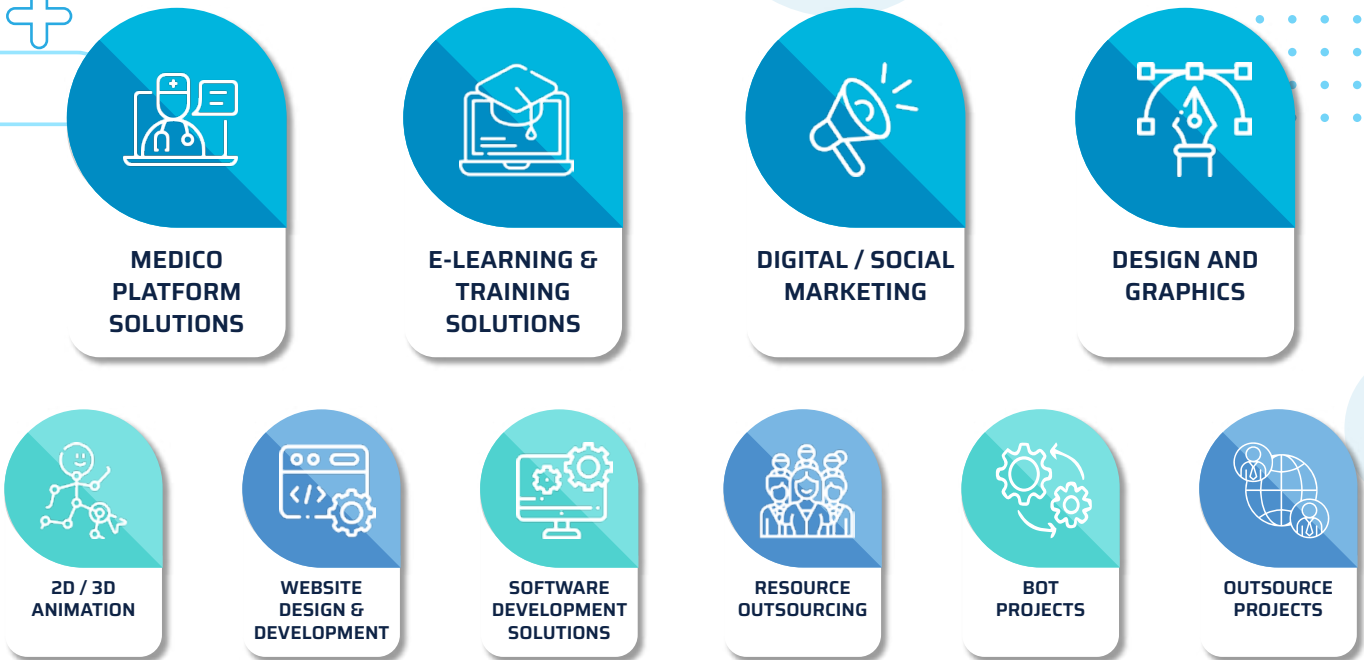 MEDICO
PLATFORM
SOLUTIONS
E-LEARNING &
TRAINING
SOLUTIONS
DIGITAL / SOCIAL
MARKETING
DESIGN AND
GRAPHICS
2D / 3D
ANIMATION
WEBSITE
DESIGN &
DEVELOPMENT
SOFTWARE
DEVELOPMENT
SOLUTIONS
RESOURCE
OUTSOURCING
BOT
PROJECTS
OUTSOURCE
PROJECTS